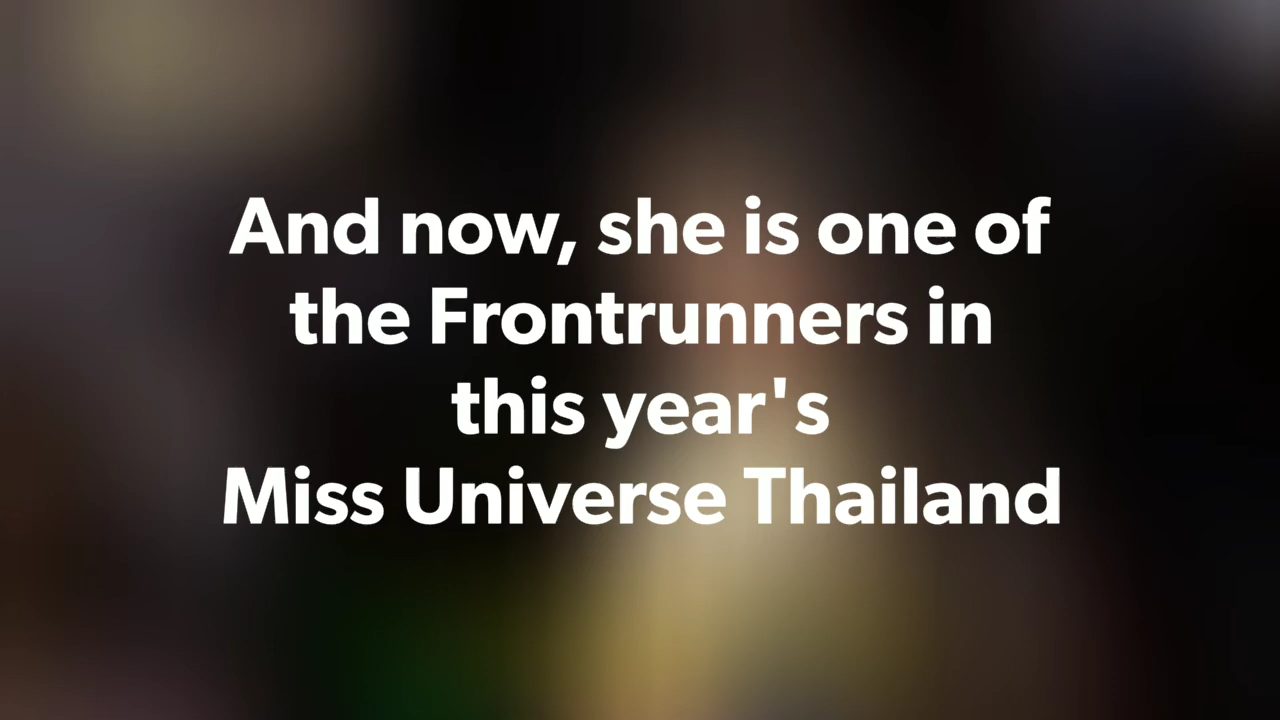 And now, she is one of
the Frontrunners in
this year's
Miss Universe Thailand